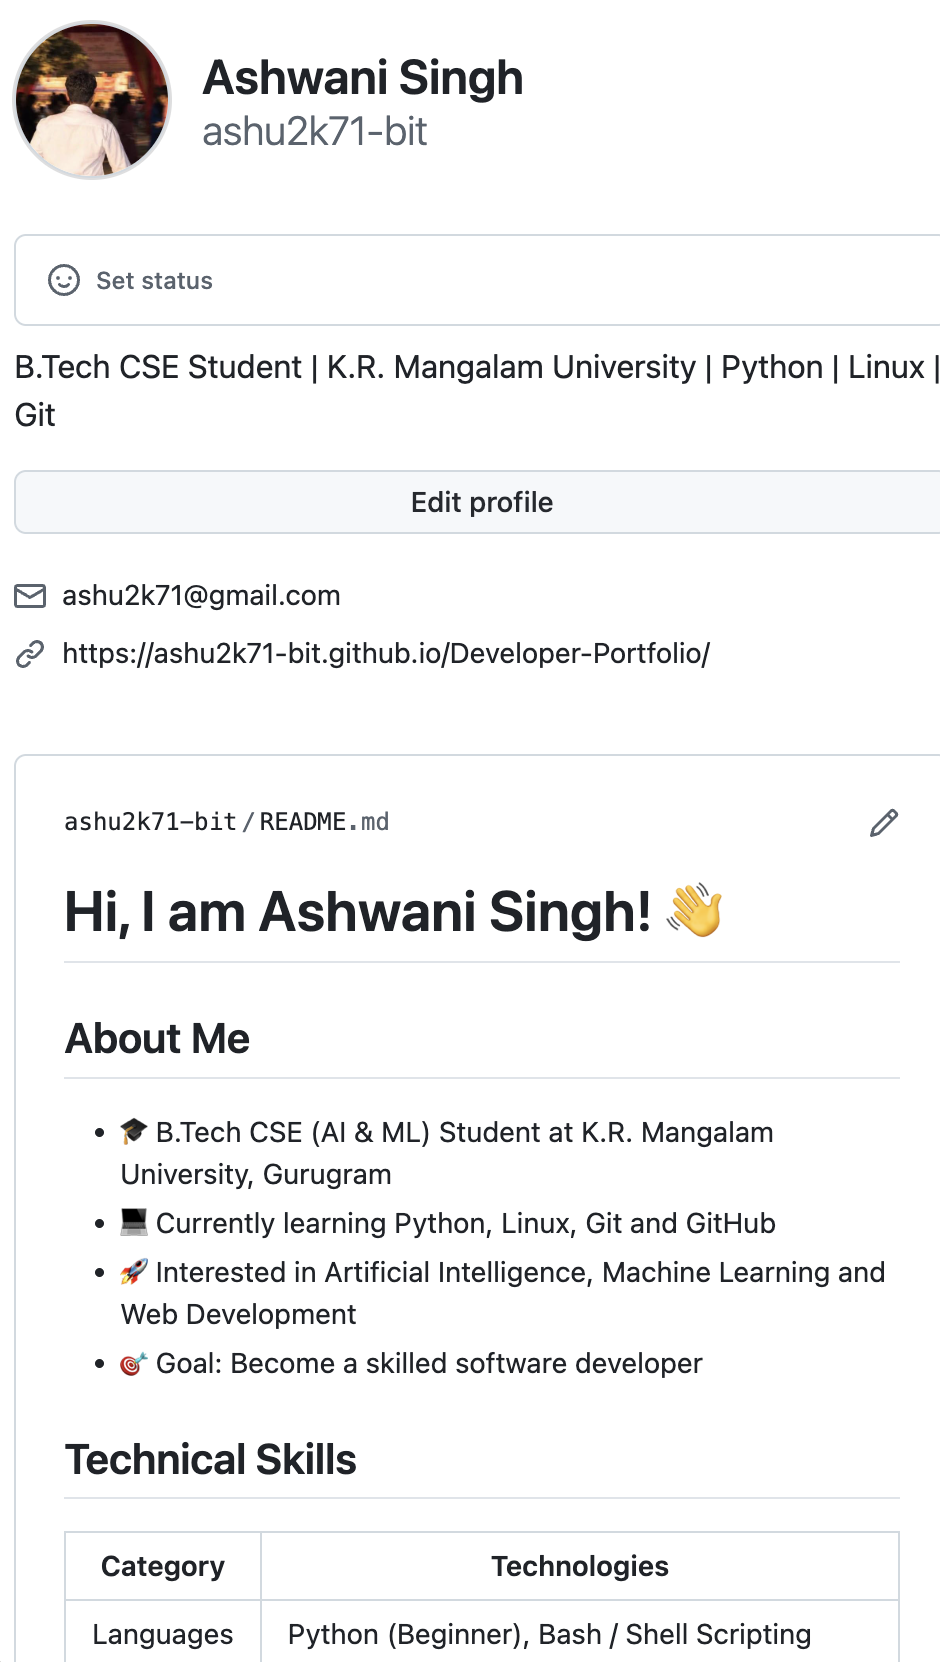 Ashwani Singh
ashu2k71-bit
Set status
B.Tech CSE Student | K.R. Mangalam University | Python | Linux |
Git
Edit profile
ashu2k71@gmail.com
https://ashu2k71-bit.github.io/Developer-Portfolio/
ashu2k71-bit/README.md
Hi, I am Ashwani Singh! 👋
About Me
• 🎓 B.Tech CSE (AI & ML) Student at K.R. Mangalam
University, Gurugram
• 💻 Currently learning Python, Linux, Git and GitHub
• 🚀 Interested in Artificial Intelligence, Machine Learning and
Web Development
• 🎯 Goal: Become a skilled software developer
Technical Skills
Category Technologies
Languages Python (Beginner), Bash / Shell Scripting